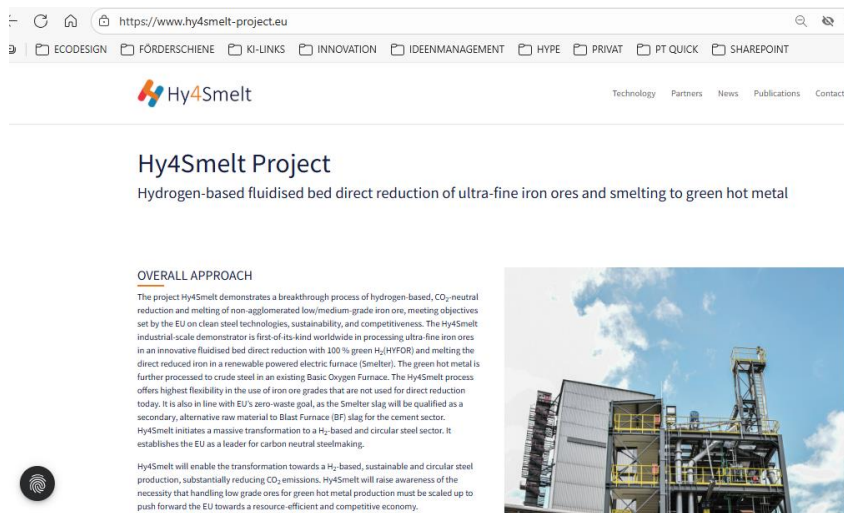 https://www.hy4smelt-project.eu
ECODESIGN FÖRDERSCHIENE KI-LINKS INNOVATION IDEENMANAGEMENT HYPE PRIVAT PT QUICK SHAREPOINT
Hy4Smelt
Technology Partners News Publications Contact
Hy4Smelt Project
Hydrogen-based fluidised bed direct reduction of ultra-fine iron ores and smelting to green hot metal
OVERALL APPROACH
The project Hy4Smelt demonstrates a breakthrough process of hydrogen-based, CO₂-neutral
reduction and melting of non-agglomerated low/medium-grade iron ore, meeting objectives
set by the EU on clean steel technologies, sustainability, and competitiveness. The Hy4Smelt
industrial-scale demonstrator is first-of-its-kind worldwide in processing ultra-fine iron ores
in an innovative fluidised bed direct reduction with 100 % green H₂(HYFOR) and melting the
direct reduced iron in a renewable powered electric furnace (Smelter). The green hot metal is
further processed to crude steel in an existing Basic Oxygen Furnace. The Hy4Smelt process
offers highest flexibility in the use of iron ore grades that are not used for direct reduction
today. It is also in line with EU's zero-waste goal, as the Smelter slag will be qualified as a
secondary, alternative raw material to Blast Furnace (BF) slag for the cement sector.
Hy4Smelt initiates a massive transformation to a H₂-based and circular steel sector. It
establishes the EU as a leader for carbon neutral steelmaking.
Hy4Smelt will enable the transformation towards a H₂-based, sustainable and circular steel
production, substantially reducing CO₂ emissions. Hy4Smelt will raise awareness of the
necessity that handling low grade ores for green hot metal production must be scaled up to
push forward the EU towards a resource-efficient and competitive economy.